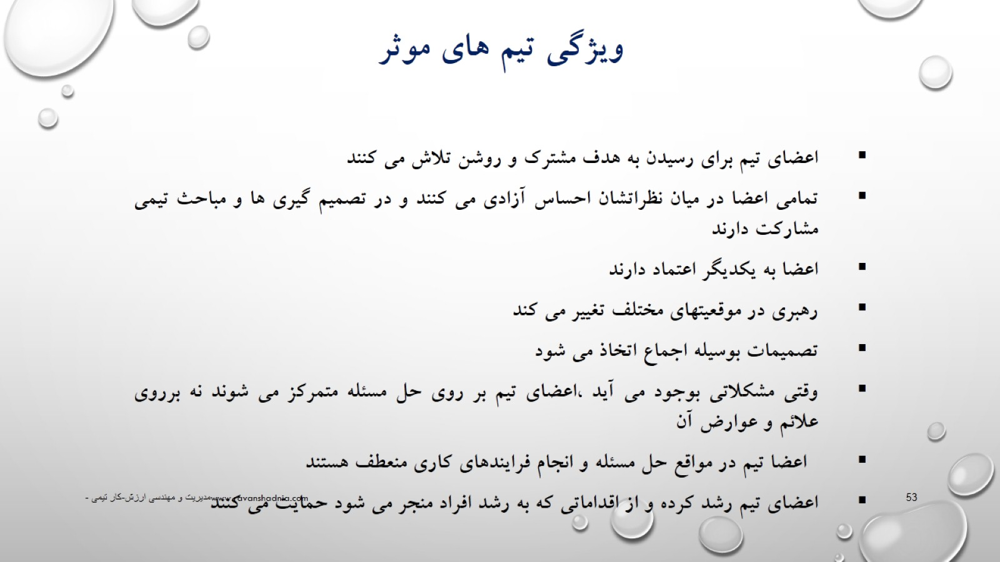 ویژگی تیم های موثر
▪ اعضای تیم برای رسیدن به هدف مشترک و روشن تلاش می کنند
▪ تمامی اعضا در میان نظراتشان احساس آزادی می کنند و در تصمیم گیری ها و مباحث تیمی
مشارکت دارند
▪ اعضا به یکدیگر اعتماد دارند
▪ رهبری در موقعیتهای مختلف تغییر می کند
▪ تصمیمات بوسیله اجماع اتخاذ می شود
▪ وقتی مشکلاتی بوجود می آید ،اعضای تیم بر روی حل مسئله متمرکز می شوند نه برروی
علائم و عوارض آن
▪ اعضا تیم در مواقع حل مسئله و انجام فرایندهای کاری منعطف هستند
▪ اعضای تیم رشد کرده و از اقداماتی که به رشد افراد منجر می شود حمایت می کنند
www.ravanshadnia.comمدیریت و مهندسی ارزش-کار تیمی -
53